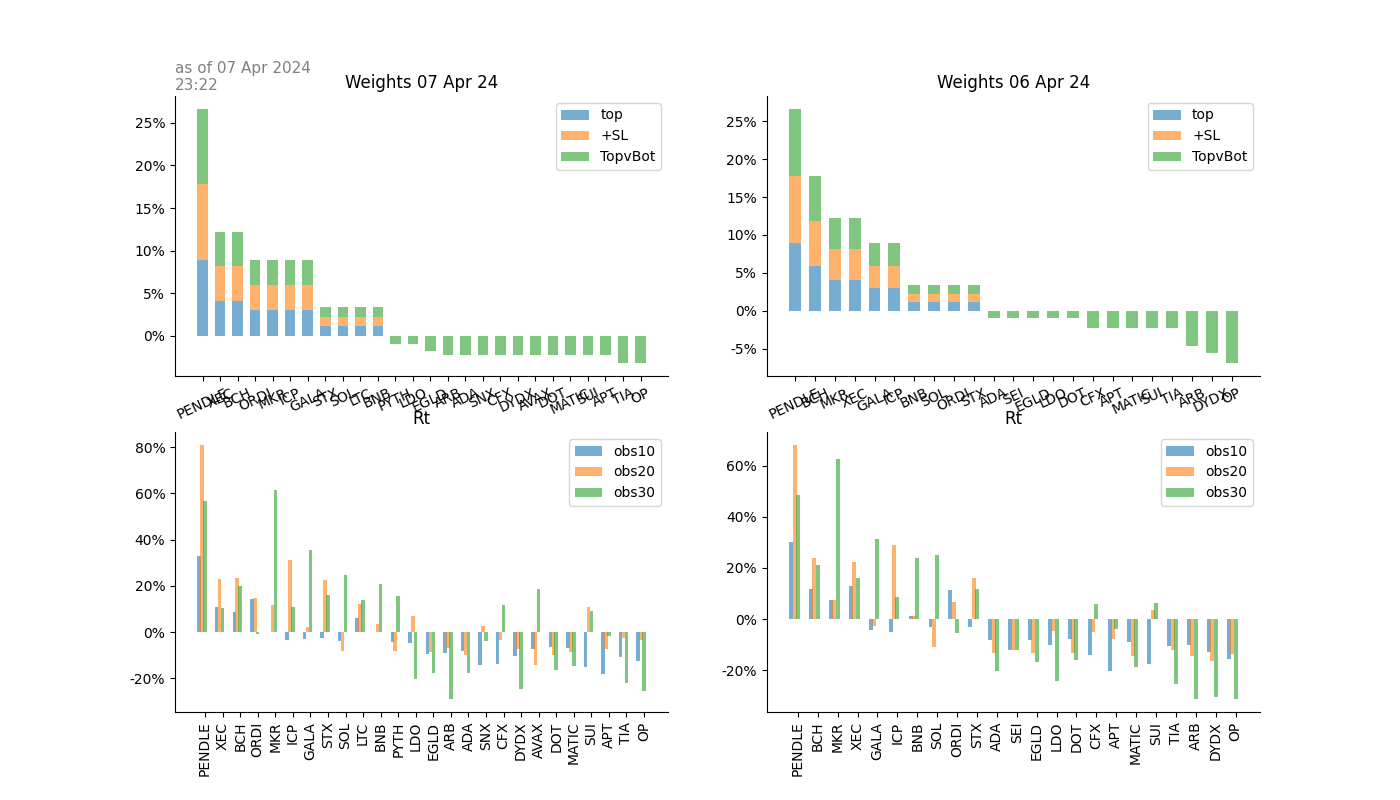 as of 07 Apr 2024
23:22
Weights 07 Apr 24
top
+SL
TopvBot
25%
20%
15%
10%
5%
0%
PENDLE XEC BCH ORDI MKR ICP GALA STX SOL LTC BNB PYTH LDO EGLD ARB ADA SNX CFX DYDX AVAX DOT MATIC SUI APT TIA OP
Weights 06 Apr 24
top
+SL
TopvBot
25%
20%
15%
10%
5%
0%
-5%
PENDLE BCH MKR XEC GALA ICP BNB SOL ORDI STX ADA SEI EGLD LDO DOT CFX APT MATIC SUI TIA ARB DYDX OP
Rt
obs10
obs20
obs30
80%
60%
40%
20%
0%
-20%
PENDLE XEC BCH ORDI MKR ICP GALA STX SOL LTC BNB PYTH LDO EGLD ARB ADA SNX CFX DYDX AVAX DOT MATIC SUI APT TIA OP
Rt
obs10
obs20
obs30
60%
40%
20%
0%
-20%
PENDLE BCH MKR XEC GALA ICP BNB SOL ORDI STX ADA SEI EGLD LDO DOT CFX APT MATIC SUI TIA ARB DYDX OP